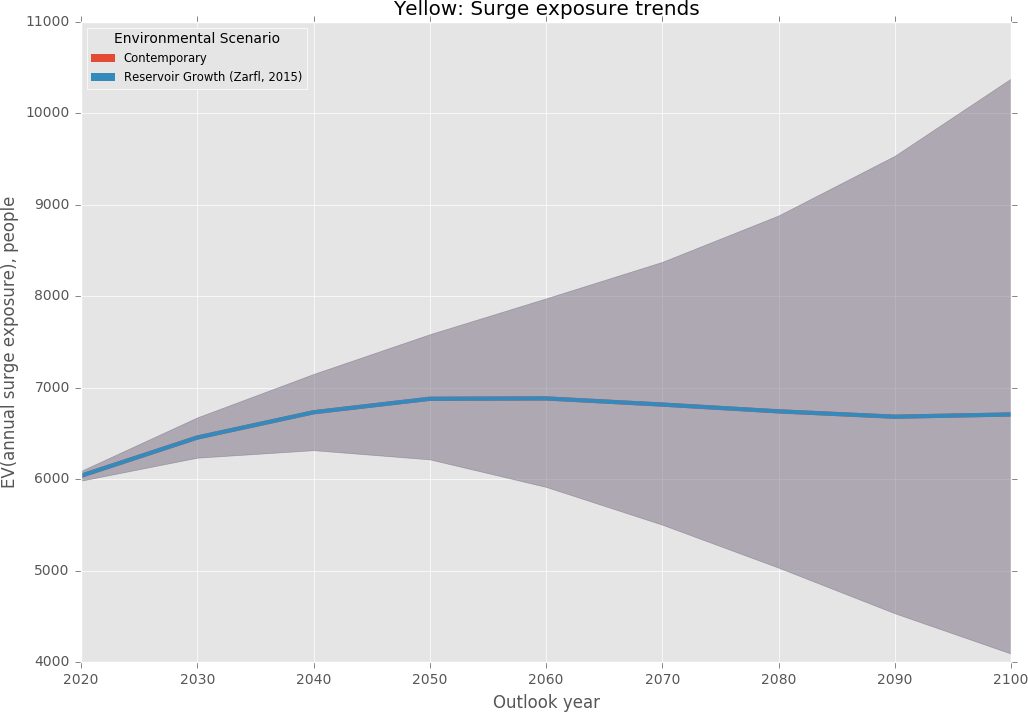 Yellow: Surge exposure trends
11000
10000
9000
8000
7000
6000
5000
4000
EV(annual surge exposure), people
Environmental Scenario
Contemporary
Reservoir Growth (Zarfl, 2015)
2020 2030 2040 2050 2060 2070 2080 2090 2100
Outlook year